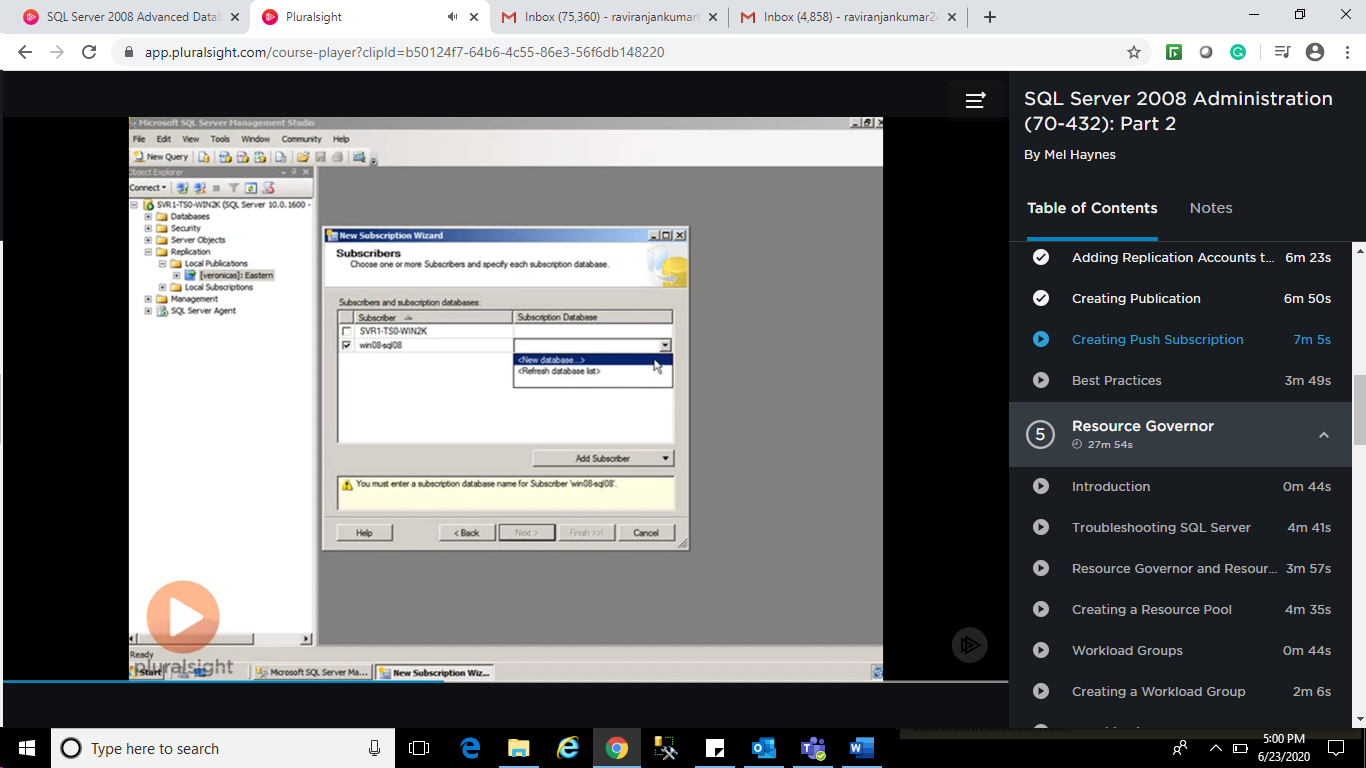 SQL Server 2008 Advanced Datab
Pluralsight
Inbox (75,360) - raviranjankumar
Inbox (4,858) - raviranjankumar2
app.pluralsight.com/course-player?clipId=b50124f7-64b6-4c55-86e3-56f6db148220
Microsoft SQL Server Management Studio
File Edit View Tools Window Community Help
New Query
Object Explorer
Connect
SVR1-TS0-WIN2K (SQL Server 10.0.1600 -
Databases
Security
Server Objects
Replication
Local Publications
[veronicas]: Eastern
Local Subscriptions
Management
SQL Server Agent
New Subscription Wizard
Subscribers
Choose one or more Subscribers and specify each subscription database.
Subscribers and subscription databases:
Subscriber Subscription Database
SVR1-TS0-WIN2K
win08-sql08
<New database...>
<Refresh database list>
Add Subscriber
You must enter a subscription database name for Subscriber 'win08-sql08'.
Help < Back Next > Finish >>| Cancel
Ready
pluralsight
Start
Microsoft SQL Server Ma...
New Subscription Wiz...
SQL Server 2008 Administration
(70-432): Part 2
By Mel Haynes
Table of Contents Notes
Adding Replication Accounts t... 6m 23s
Creating Publication 6m 50s
Creating Push Subscription 7m 5s
Best Practices 3m 49s
5 Resource Governor
27m 54s
Introduction 0m 44s
Troubleshooting SQL Server 4m 41s
Resource Governor and Resour... 3m 57s
Creating a Resource Pool 4m 35s
Workload Groups 0m 44s
Creating a Workload Group 2m 6s
Type here to search
5:00 PM
6/23/2020